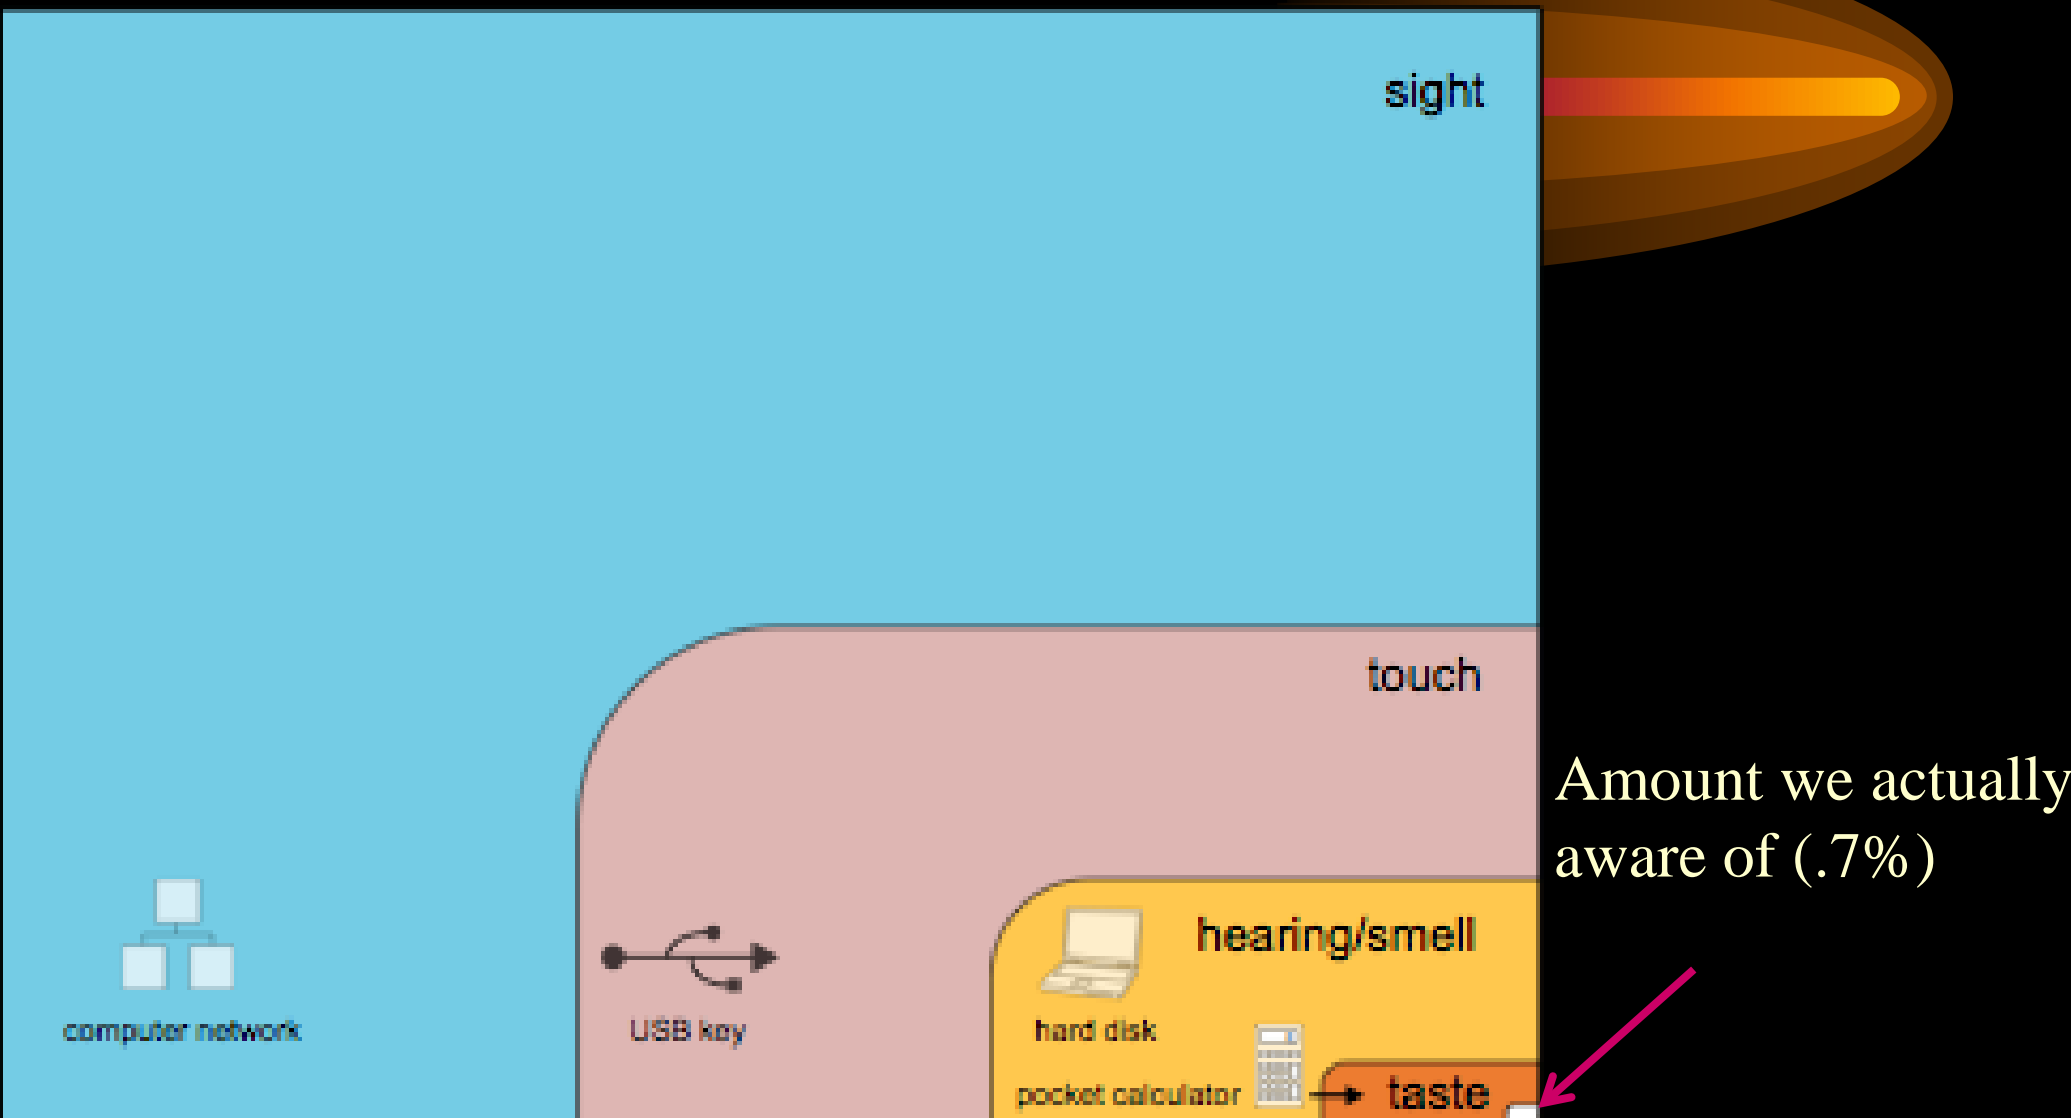 sight
touch
Amount we actually
aware of (.7%)
hearing/smell
computer network
USB key
hard disk
pocket calculator
taste